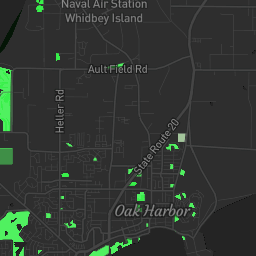 Naval Air Station
Whidbey Island
Ault Field Rd
Heller Rd
State Route 20
Oak Harbor